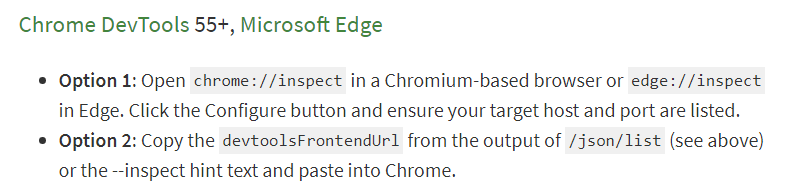 Chrome DevTools 55+, Microsoft Edge
• Option 1: Open chrome://inspect in a Chromium-based browser or edge://inspect
in Edge. Click the Configure button and ensure your target host and port are listed.
• Option 2: Copy the devtoolsFrontendUrl from the output of /json/list (see above)
or the --inspect hint text and paste into Chrome.